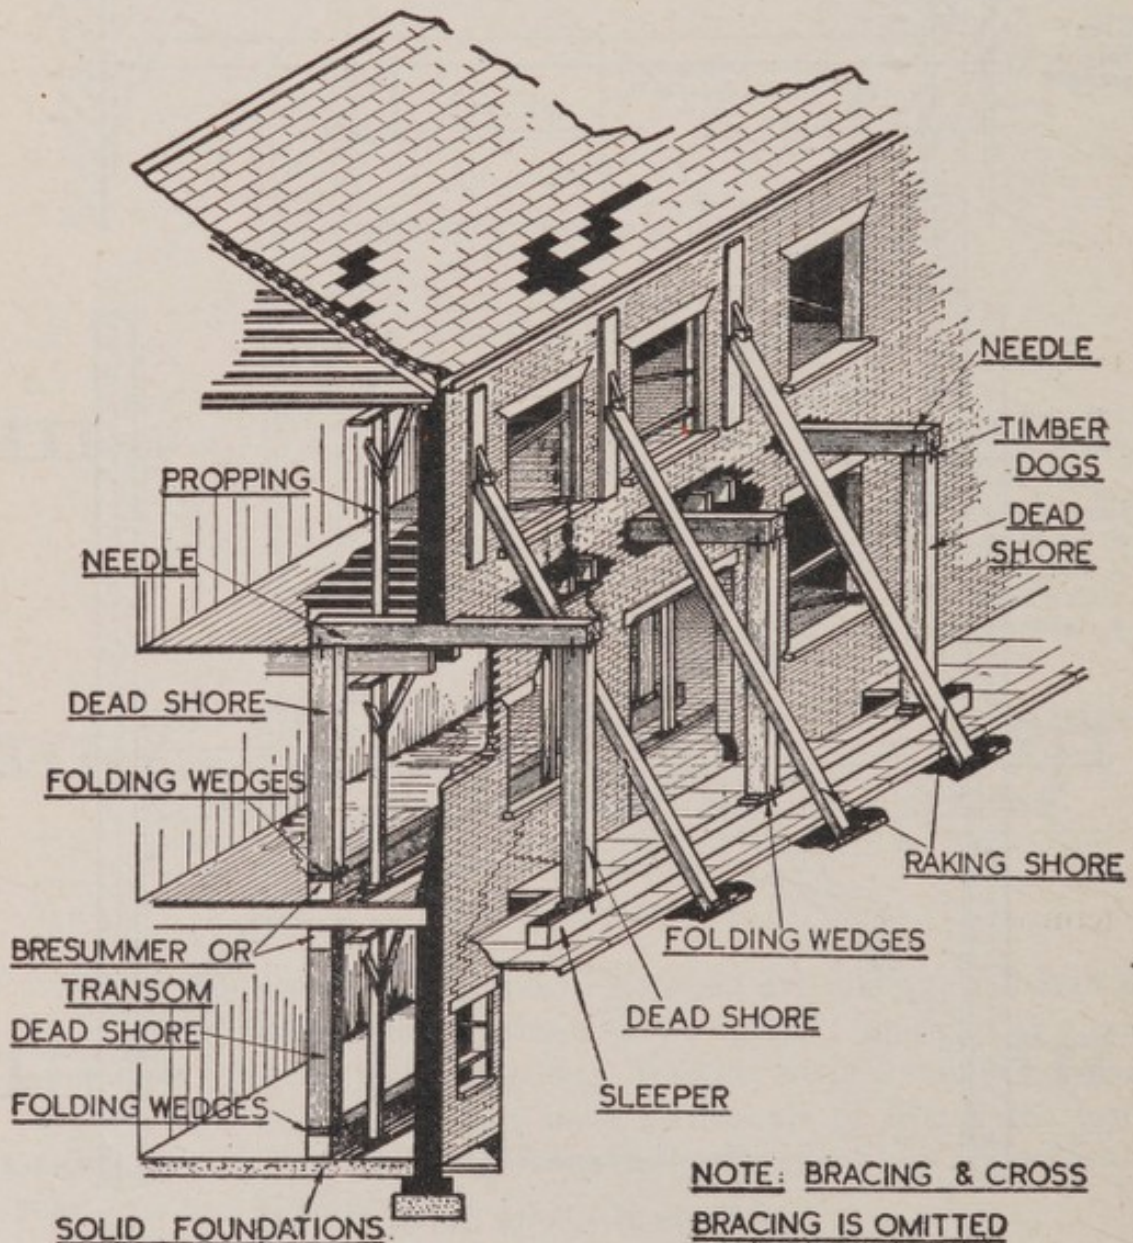 NEEDLE
TIMBER
DOGS
DEAD
SHORE
PROPPING
NEEDLE
DEAD SHORE
FOLDING WEDGES
RAKING SHORE
FOLDING WEDGES
BRESUMMER OR
TRANSOM
DEAD SHORE
DEAD SHORE
SLEEPER
FOLDING WEDGES
NOTE: BRACING & CROSS
BRACING IS OMITTED
SOLID FOUNDATIONS.